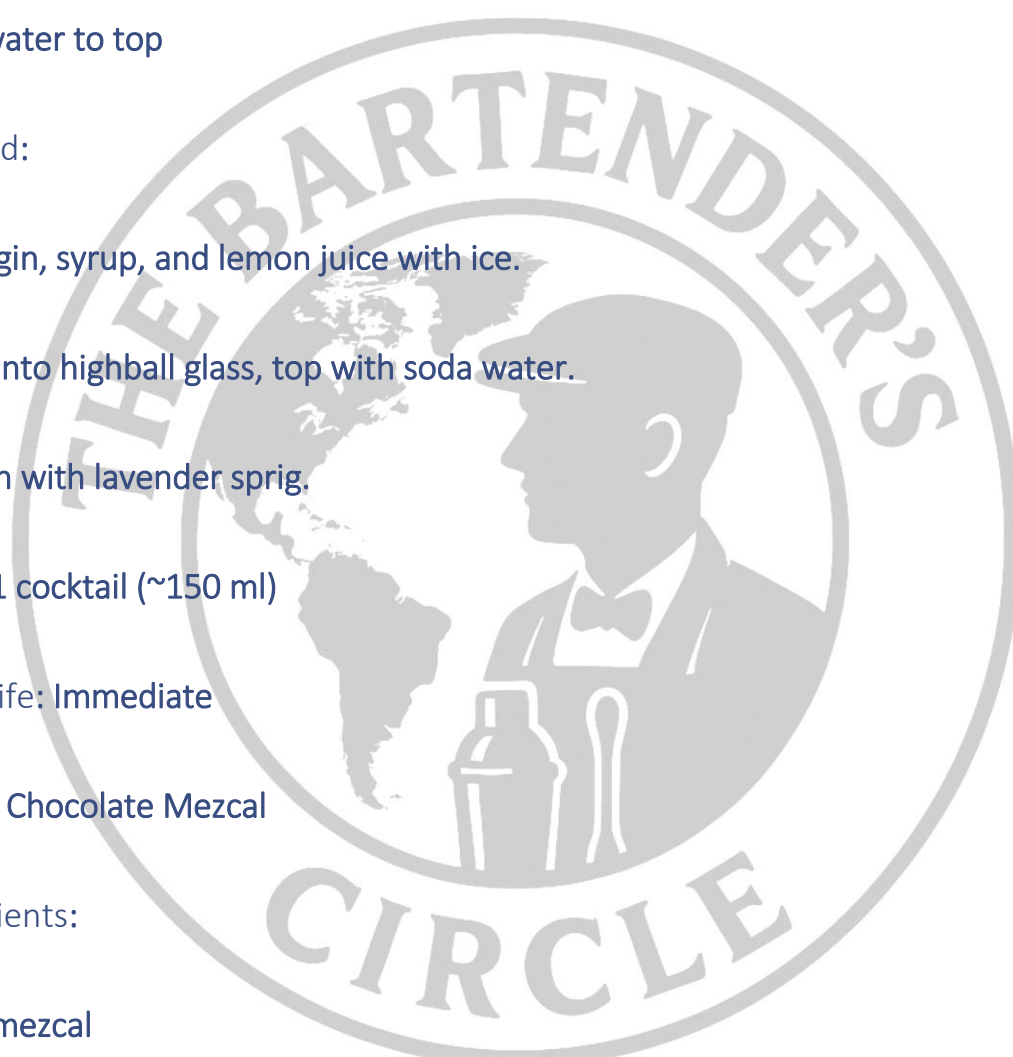 water to top
d:
gin, syrup, and lemon juice with ice.
nto highball glass, top with soda water.
h with lavender sprig.
1 cocktail (~150 ml)
ife: Immediate
Chocolate Mezcal
ients:
mezcal
THE BARTENDER'S
CIRCLE